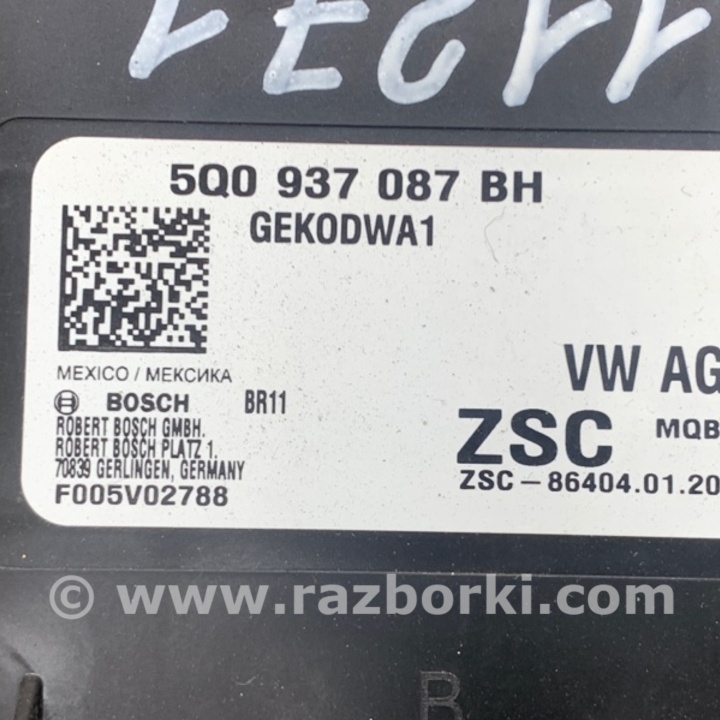 11271
5Q0 937 087 BH
GEKODWA1
MEXICO / МЕКСИКА
BOSCH BR11
ROBERT BOSCH GMBH.
ROBERT BOSCH PLATZ 1.
70839 GERLINGEN, GERMANY
F005V02788
VW AG
ZSC MQB
ZSC – 86404.01.20
© www.razborki.com
B